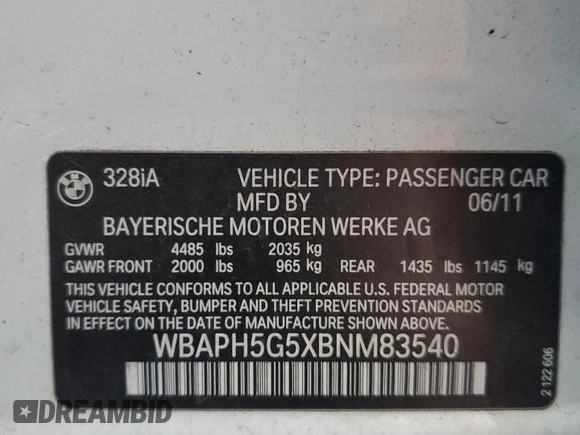 BMW
328iA VEHICLE TYPE: PASSENGER CAR
MFD BY 06/11
BAYERISCHE MOTOREN WERKE AG
GVWR 4485 lbs 2035 kg
GAWR FRONT 2000 lbs 965 kg REAR 1435 lbs 1145 kg
THIS VEHICLE CONFORMS TO ALL APPLICABLE U.S. FEDERAL MOTOR
VEHICLE SAFETY, BUMPER AND THEFT PREVENTION STANDARDS
IN EFFECT ON THE DATE OF MANUFACTURE SHOWN ABOVE.
WBAPH5G5XBNM83540
2 122 606
DREAMBID